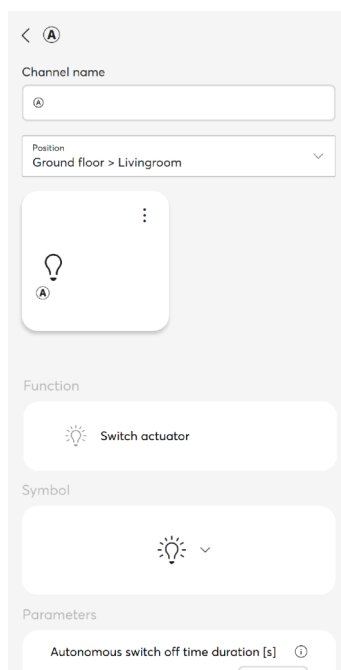 Ⓐ
Channel name
Ⓐ
Position
Ground floor > Livingroom
Ⓐ
Function
Switch actuator
Symbol
Parameters
Autonomous switch off time duration [s]